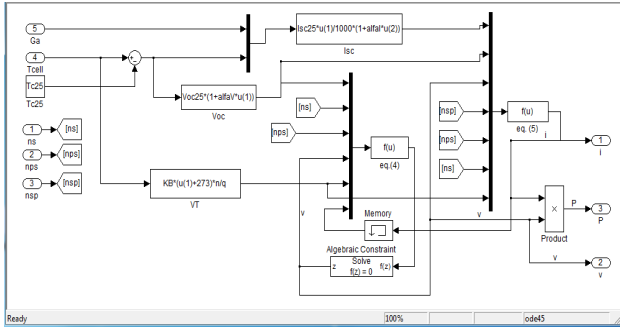 5
Ga
4
Tcell
Tc25
Tc25
Isc25*u(1)/1000*(1+alfaI*u(2))
Isc
Voc25*(1+alfaV*u(1))
Voc
[ns]
[nps]
1
ns
[ns]
2
nps
[nps]
3
nsp
[nsp]
KB*(u(1)+273)*n/q
VT
f(u)
eq.(4)
[nsp]
[nps]
[ns]
f(u)
eq. (5)
i
1
i
v
v
Memory
Algebraic Constraint
z
Solve
f(z) = 0
f(z)
×
Product
P
3
P
v
2
v
Ready
100%
ode45